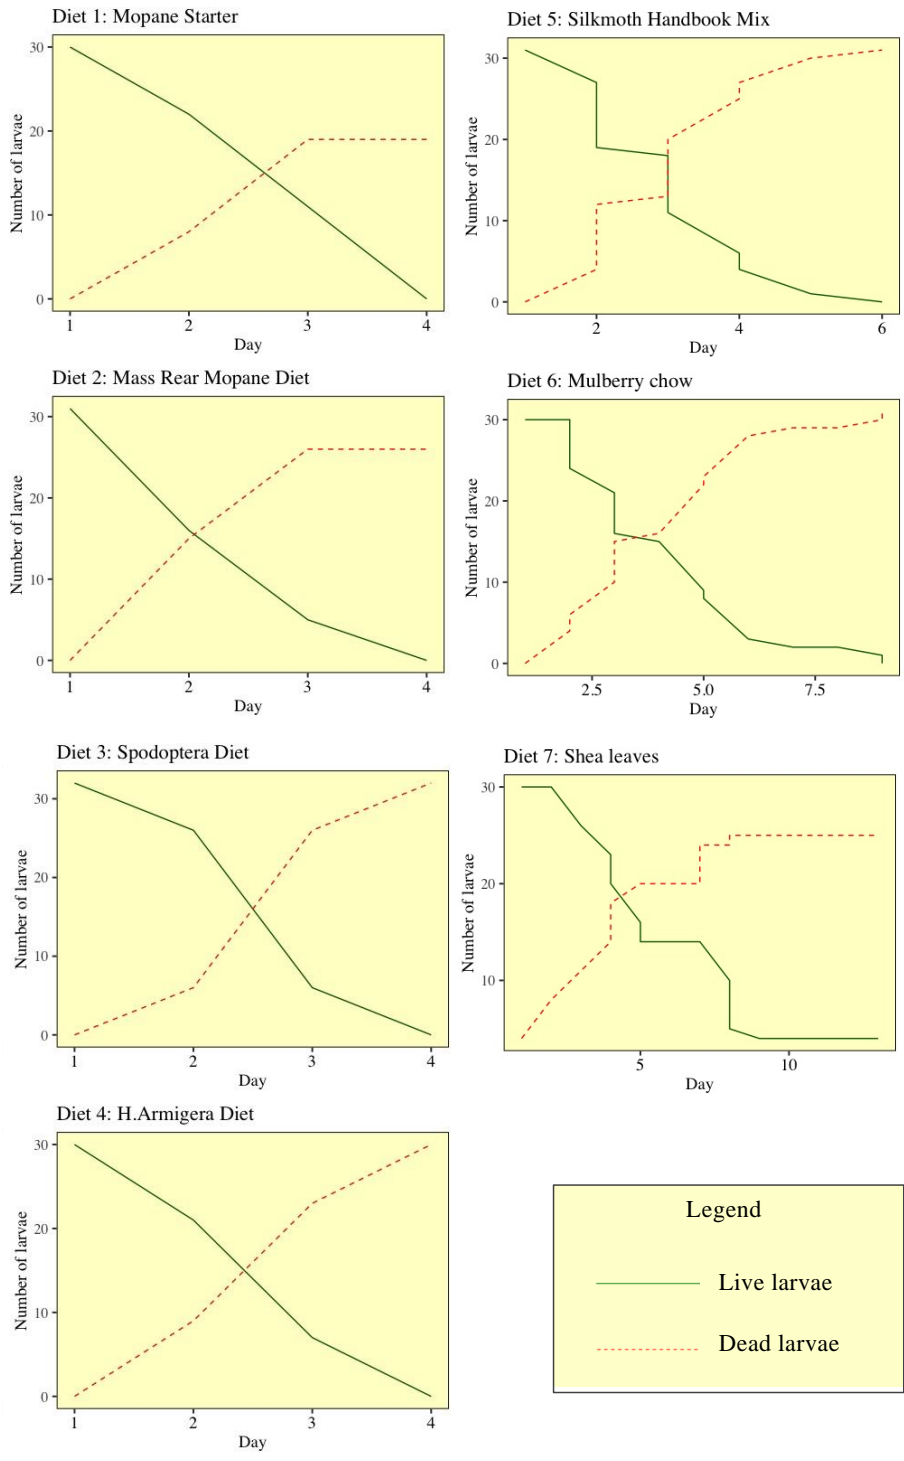 Diet 1: Mopane Starter
30
20
10
0
Number of larvae
1 2 3 4
Day
Diet 5: Silkmoth Handbook Mix
30
20
10
0
Number of larvae
2 4 6
Day
Diet 2: Mass Rear Mopane Diet
30
20
10
0
Number of larvae
1 2 3 4
Day
Diet 6: Mulberry chow
30
20
10
0
Number of larvae
2.5 5.0 7.5
Day
Diet 3: Spodoptera Diet
30
20
10
0
Number of larvae
1 2 3 4
Day
Diet 7: Shea leaves
30
20
10
Number of larvae
5 10
Day
Diet 4: H.Armigera Diet
30
20
10
0
Number of larvae
1 2 3 4
Day
Legend
Live larvae
Dead larvae